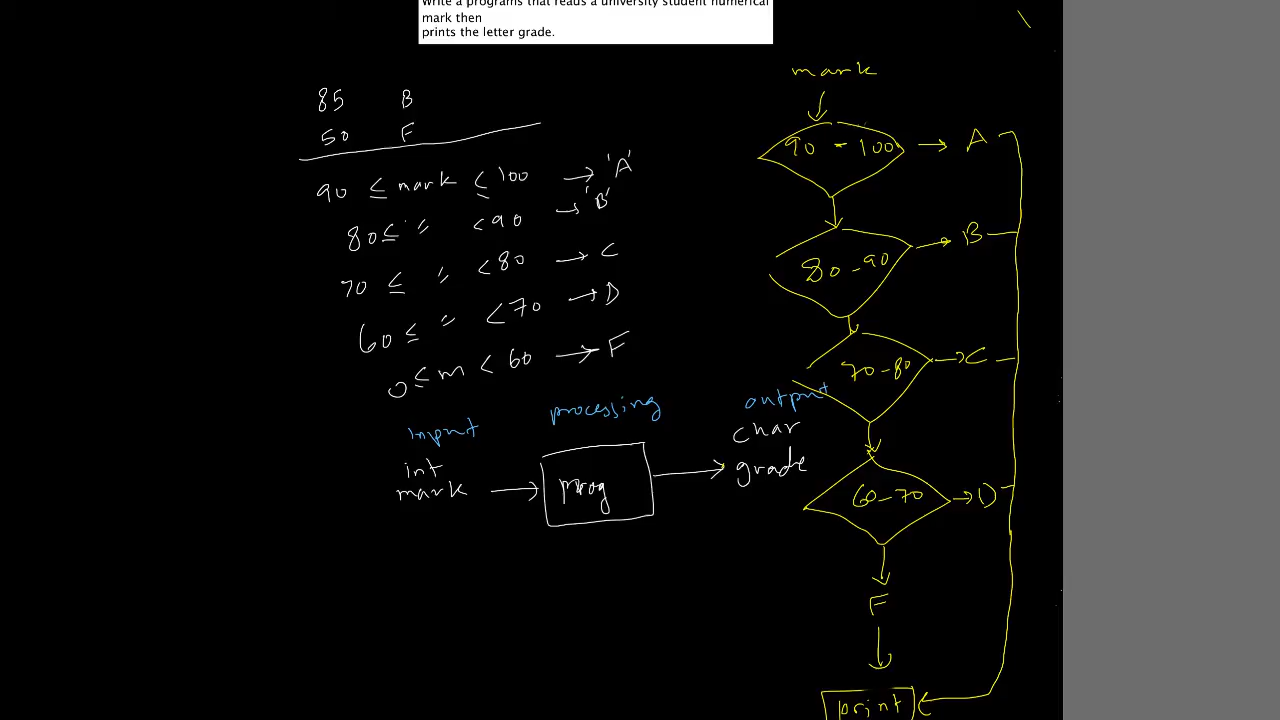 write a programs that reads a university student numerical
mark then
prints the letter grade.
85 B
50 F
90 ≤ mark ≤ 100 → 'A'
80 ≤ " < 90 → 'B'
70 ≤ " < 80 → C
60 ≤ " < 70 → D
0 ≤ m < 60 → F
input processing output
int mark → prog → char grade
mark
90 - 100 → A
80 - 90 → B
70 - 80 → C
60 - 70 → D
F
print